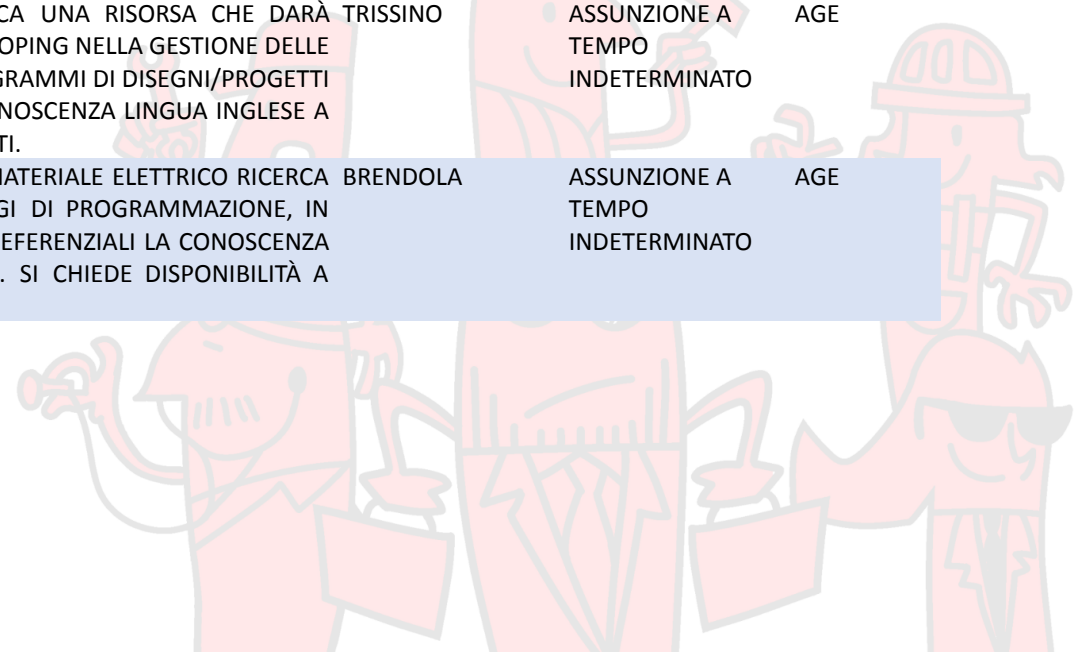 CA UNA RISORSA CHE DARÀ TRISSINO ASSUNZIONE A AGE
OPING NELLA GESTIONE DELLE TEMPO
GRAMMI DI DISEGNI/PROGETTI INDETERMINATO
NOSCENZA LINGUA INGLESE A
TI.
MATERIALE ELETTRICO RICERCA BRENDOLA ASSUNZIONE A AGE
GI DI PROGRAMMAZIONE, IN TEMPO
EFERENZIALI LA CONOSCENZA INDETERMINATO
. SI CHIEDE DISPONIBILITÀ A